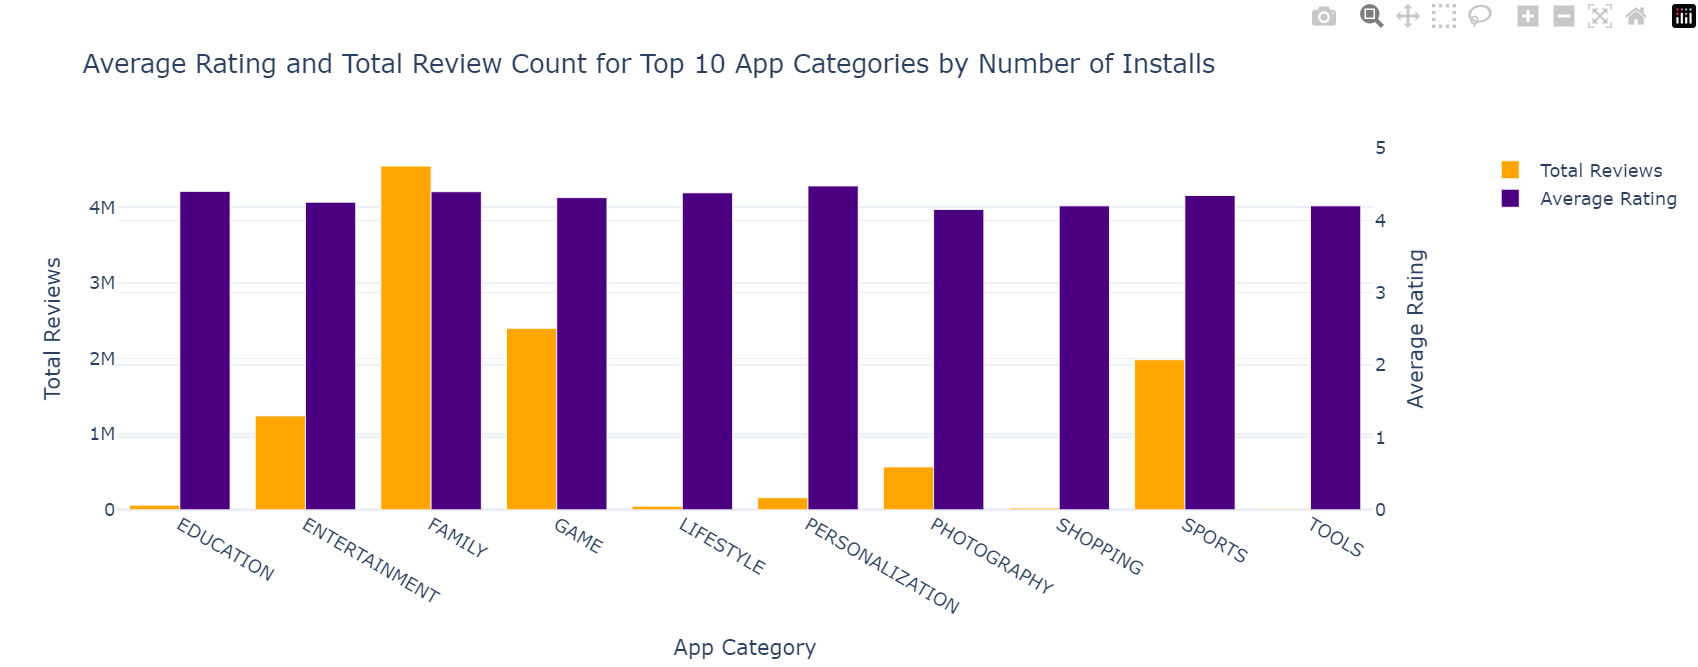 Average Rating and Total Review Count for Top 10 App Categories by Number of Installs
Total Reviews
4M
3M
2M
1M
0
5
4
3
2
1
0
Average Rating
Total Reviews
Average Rating
EDUCATION
ENTERTAINMENT
FAMILY
GAME
LIFESTYLE
PERSONALIZATION
PHOTOGRAPHY
SHOPPING
SPORTS
TOOLS
App Category